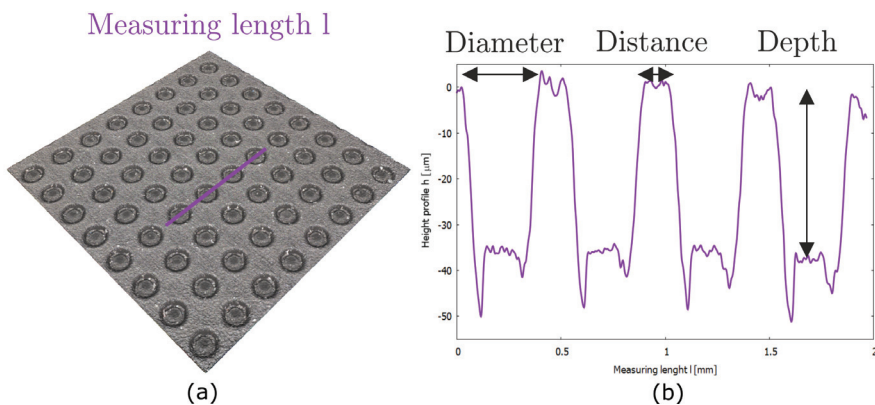 Measuring length l
(a)
Diameter Distance Depth
Height profile h [µm]
0
-10
-20
-30
-40
-50
0 0.5 1 1.5 2
Measuring lenght l [mm]
(b)